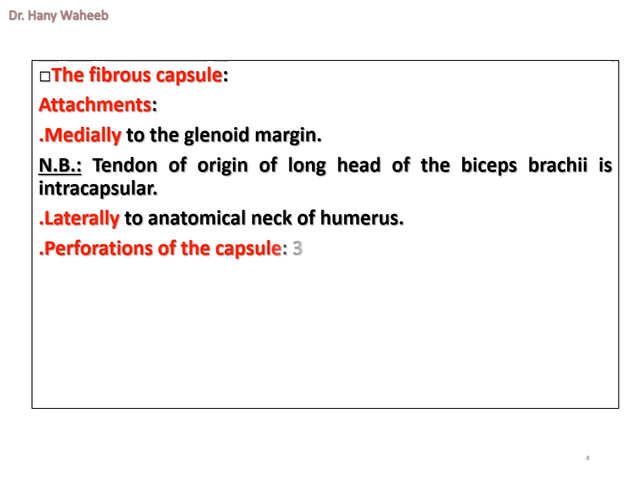 Dr. Hany Waheeb
□The fibrous capsule:
Attachments:
.Medially to the glenoid margin.
N.B.: Tendon of origin of long head of the biceps brachii is
intracapsular.
.Laterally to anatomical neck of humerus.
.Perforations of the capsule: 3
4